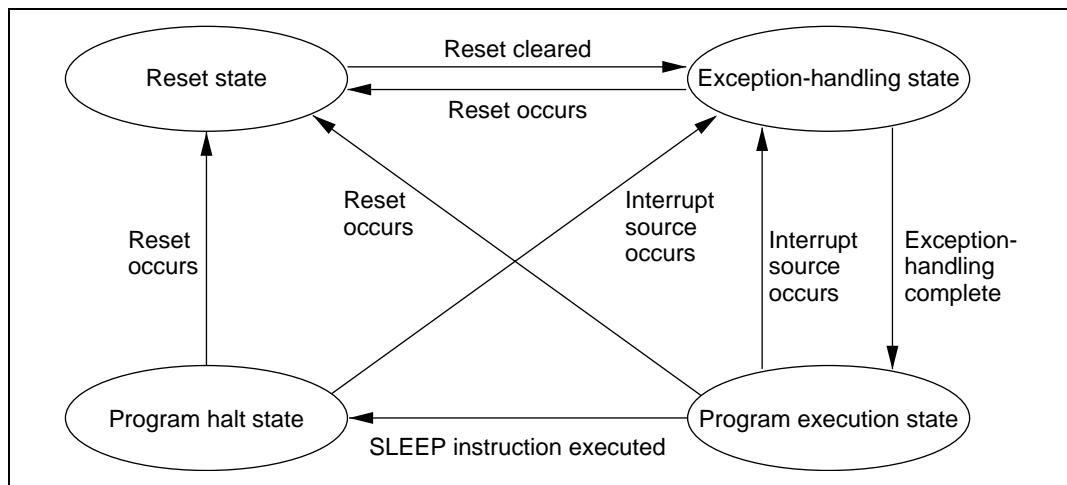 Reset cleared
Reset state
Exception-handling state
Reset occurs
Reset
occurs
Interrupt
source
occurs
Reset
occurs
Interrupt
source
occurs
Exception-
handling
complete
Program halt state
Program execution state
SLEEP instruction executed